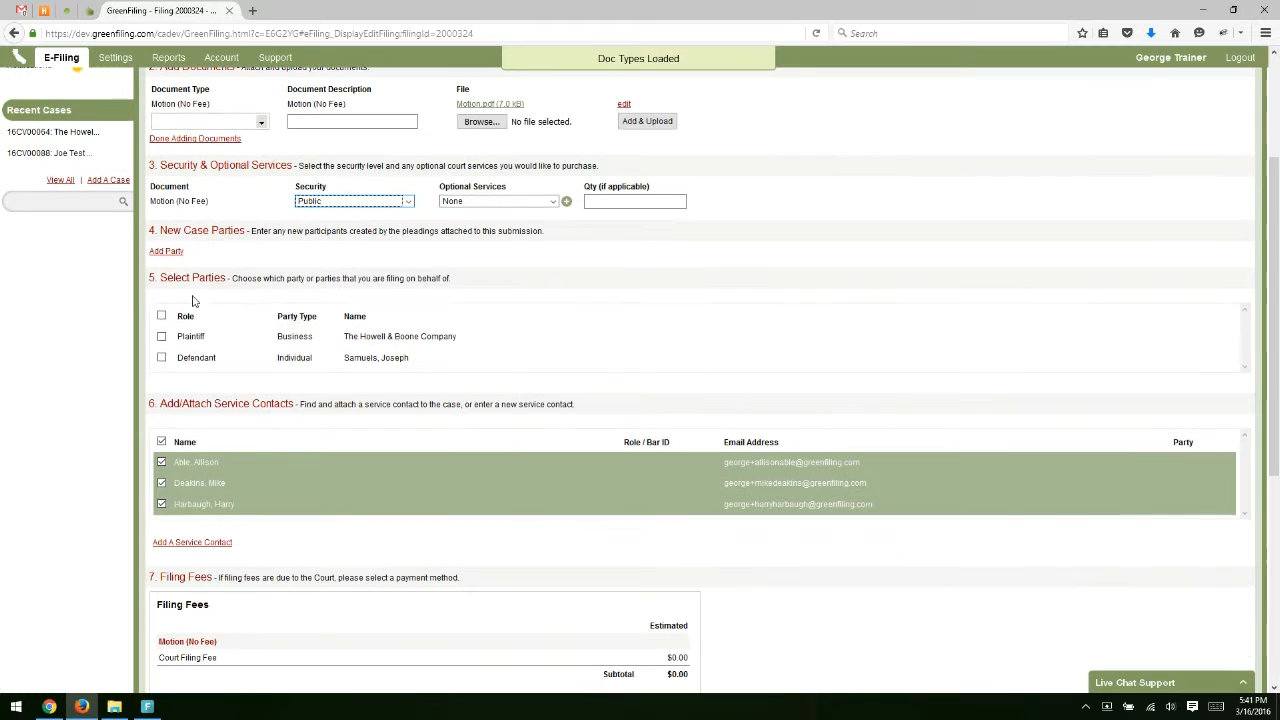 GreenFiling: Filing 2000324 - ...
https://dev.greenfiling.com/cadev/GreenFiling.html?c=E6G2YG#eFiling_DisplayEditFiling:filingId=2000324
Search
E-Filing Settings Reports Account Support
Doc Types Loaded
George Trainer Logout
2. Add Documents - Attach and upload your documents.
Recent Cases
16CV00064: The Howel...
16CV00088: Joe Test ...
View All | Add A Case
Document Type Document Description File
Motion (No Fee) Motion (No Fee) Motion.pdf (7.0 kB) edit
Browse... No file selected. Add & Upload
Done Adding Documents
3. Security & Optional Services - Select the security level and any optional court services you would like to purchase.
Document Security Optional Services Qty (if applicable)
Motion (No Fee) Public None
4. New Case Parties - Enter any new participants created by the pleadings attached to this submission.
Add Party
5. Select Parties - Choose which party or parties that you are filing on behalf of.
Role Party Type Name
Plaintiff Business The Howell & Boone Company
Defendant Individual Samuels, Joseph
6. Add/Attach Service Contacts - Find and attach a service contact to the case, or enter a new service contact.
Name Role / Bar ID Email Address Party
Able, Allison george+allisonable@greenfiling.com
Deakins, Mike george+mikedeakins@greenfiling.com
Harbaugh, Harry george+harryharbaugh@greenfiling.com
Add A Service Contact
7. Filing Fees - If filing fees are due to the Court, please select a payment method.
Filing Fees
Estimated
Motion (No Fee)
Court Filing Fee $0.00
Subtotal $0.00
Live Chat Support
5:41 PM
3/16/2016